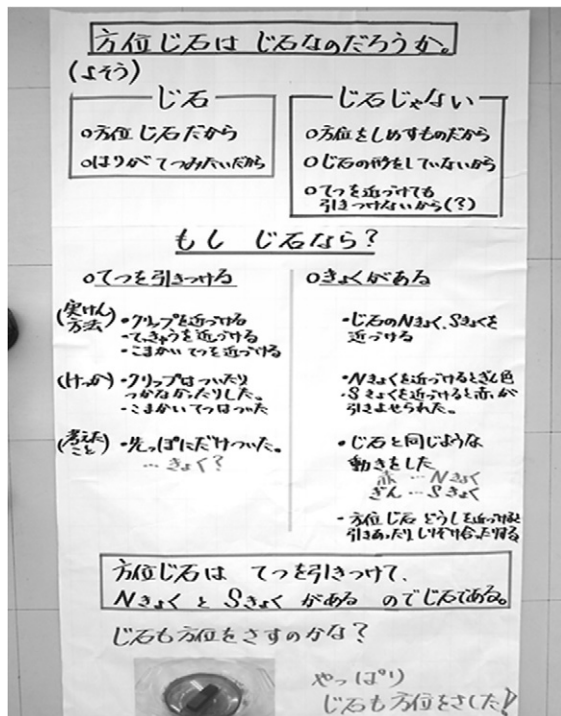 方位じ石は じ石なのだろうか。
(よそう)
じ石
○方位じ石だから
○はりが てつみたいだから
じ石じゃない
○方位をしめすものだから
○じ石の形をしていないから
○てつを近づけても
引きつけないから(?)
もし じ石なら?
○てつを引きつける
(実けん方法)
・クリップを近づける
・てっきゅうを近づける
・こまかいてつを近づける
(けっか)
・クリップはついたり
つかなかったりした。
・こまかいてつはついた
(考えたこと)
・先っぽにだけついた。
… きょく?
○きょくがある
・じ石のNきょく、Sきょくを
近づける
・Nきょくを近づけるとぎん色
・Sきょくを近づけると赤が
引きよせられた。
・じ石と同じような
動きをした
赤 … Nきょく
ぎん … Sきょく
・方位じ石どうしを近づけると
引きあったり、しりぞけ合ったりする
方位じ石は てつを引きつけて、
Nきょく と Sきょく がある のでじ石である。
じ石も方位をさすのかな?
やっぱり
じ石も方位をさした!